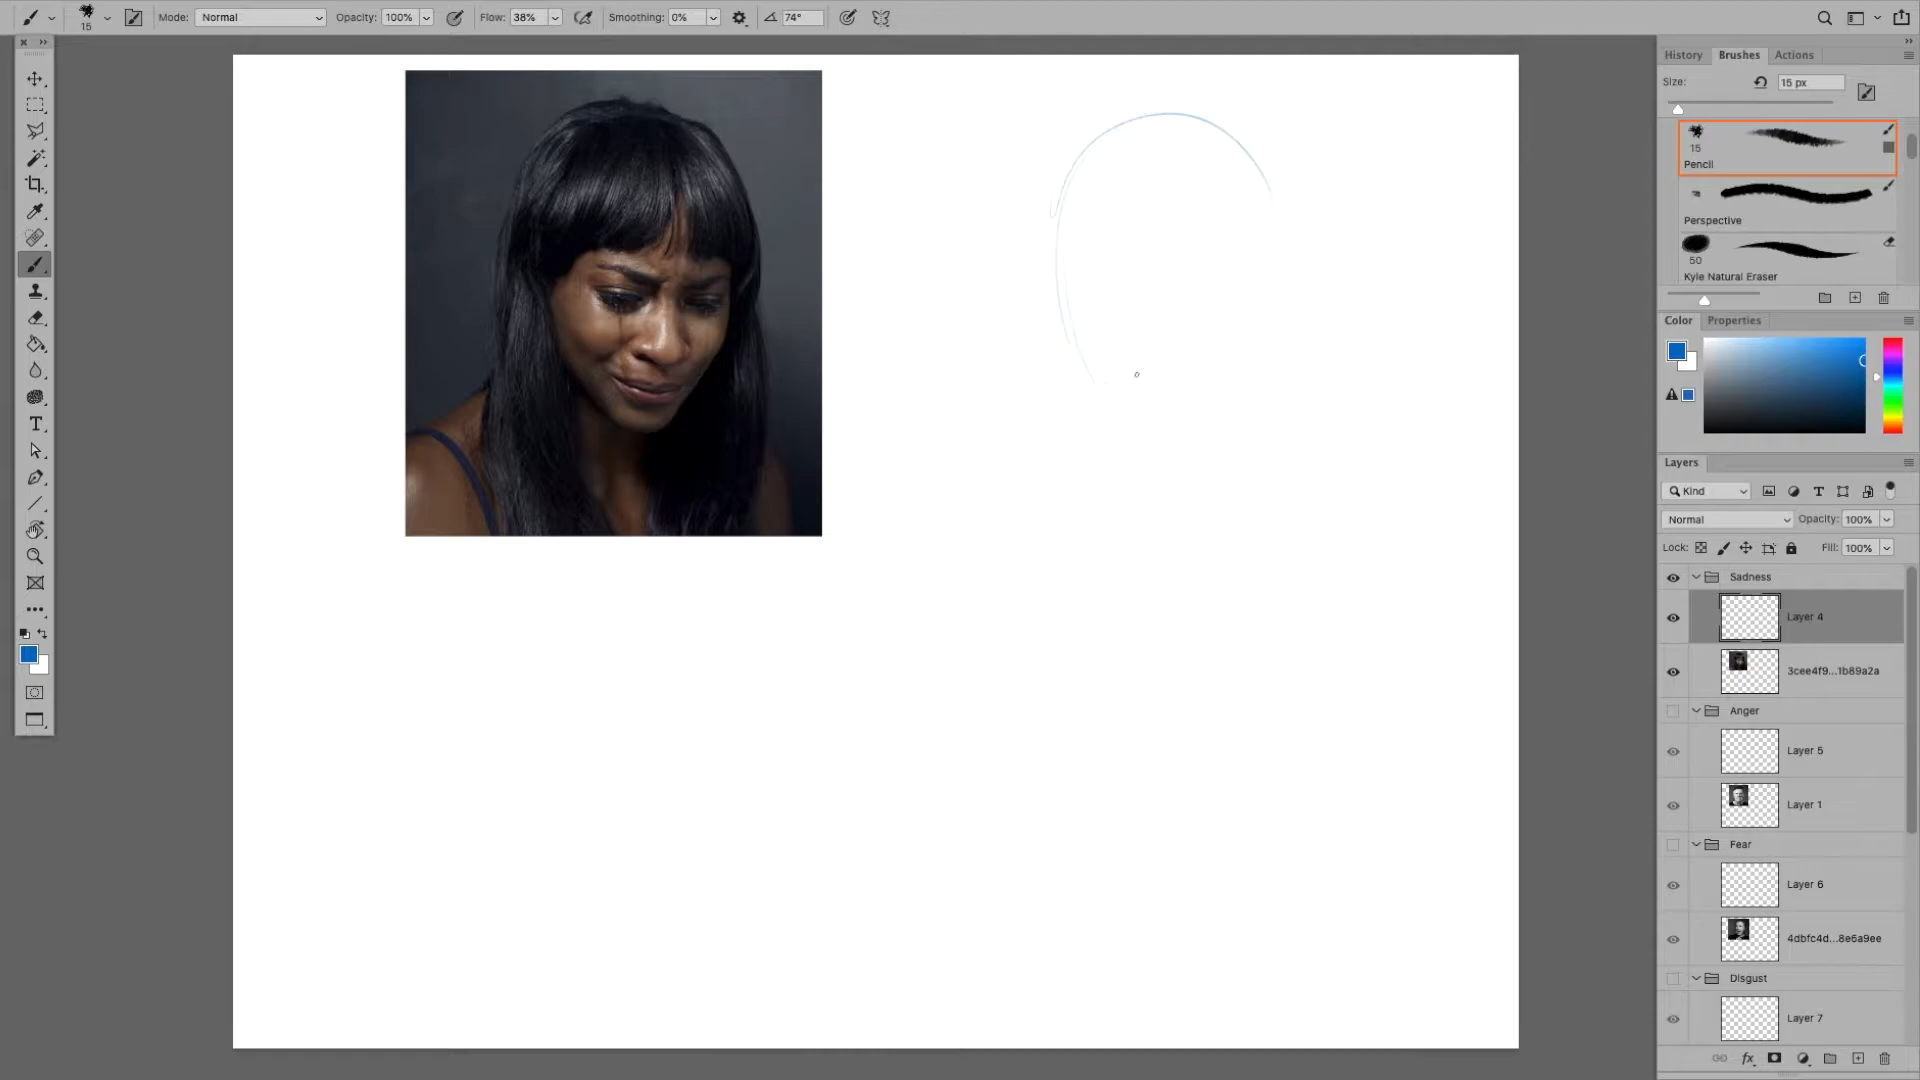 15
Mode: Normal
Opacity: 100%
Flow: 38%
Smoothing: 0%
74°
History Brushes Actions
Size: 15 px
15
Pencil
Perspective
50
Kyle Natural Eraser
Color Properties
Layers
Kind
Normal
Opacity: 100%
Lock:
Fill: 100%
Sadness
Layer 4
3cee4f9...1b89a2a
Anger
Layer 5
Layer 1
Fear
Layer 6
4dbfc4d...8e6a9ee
Disgust
Layer 7